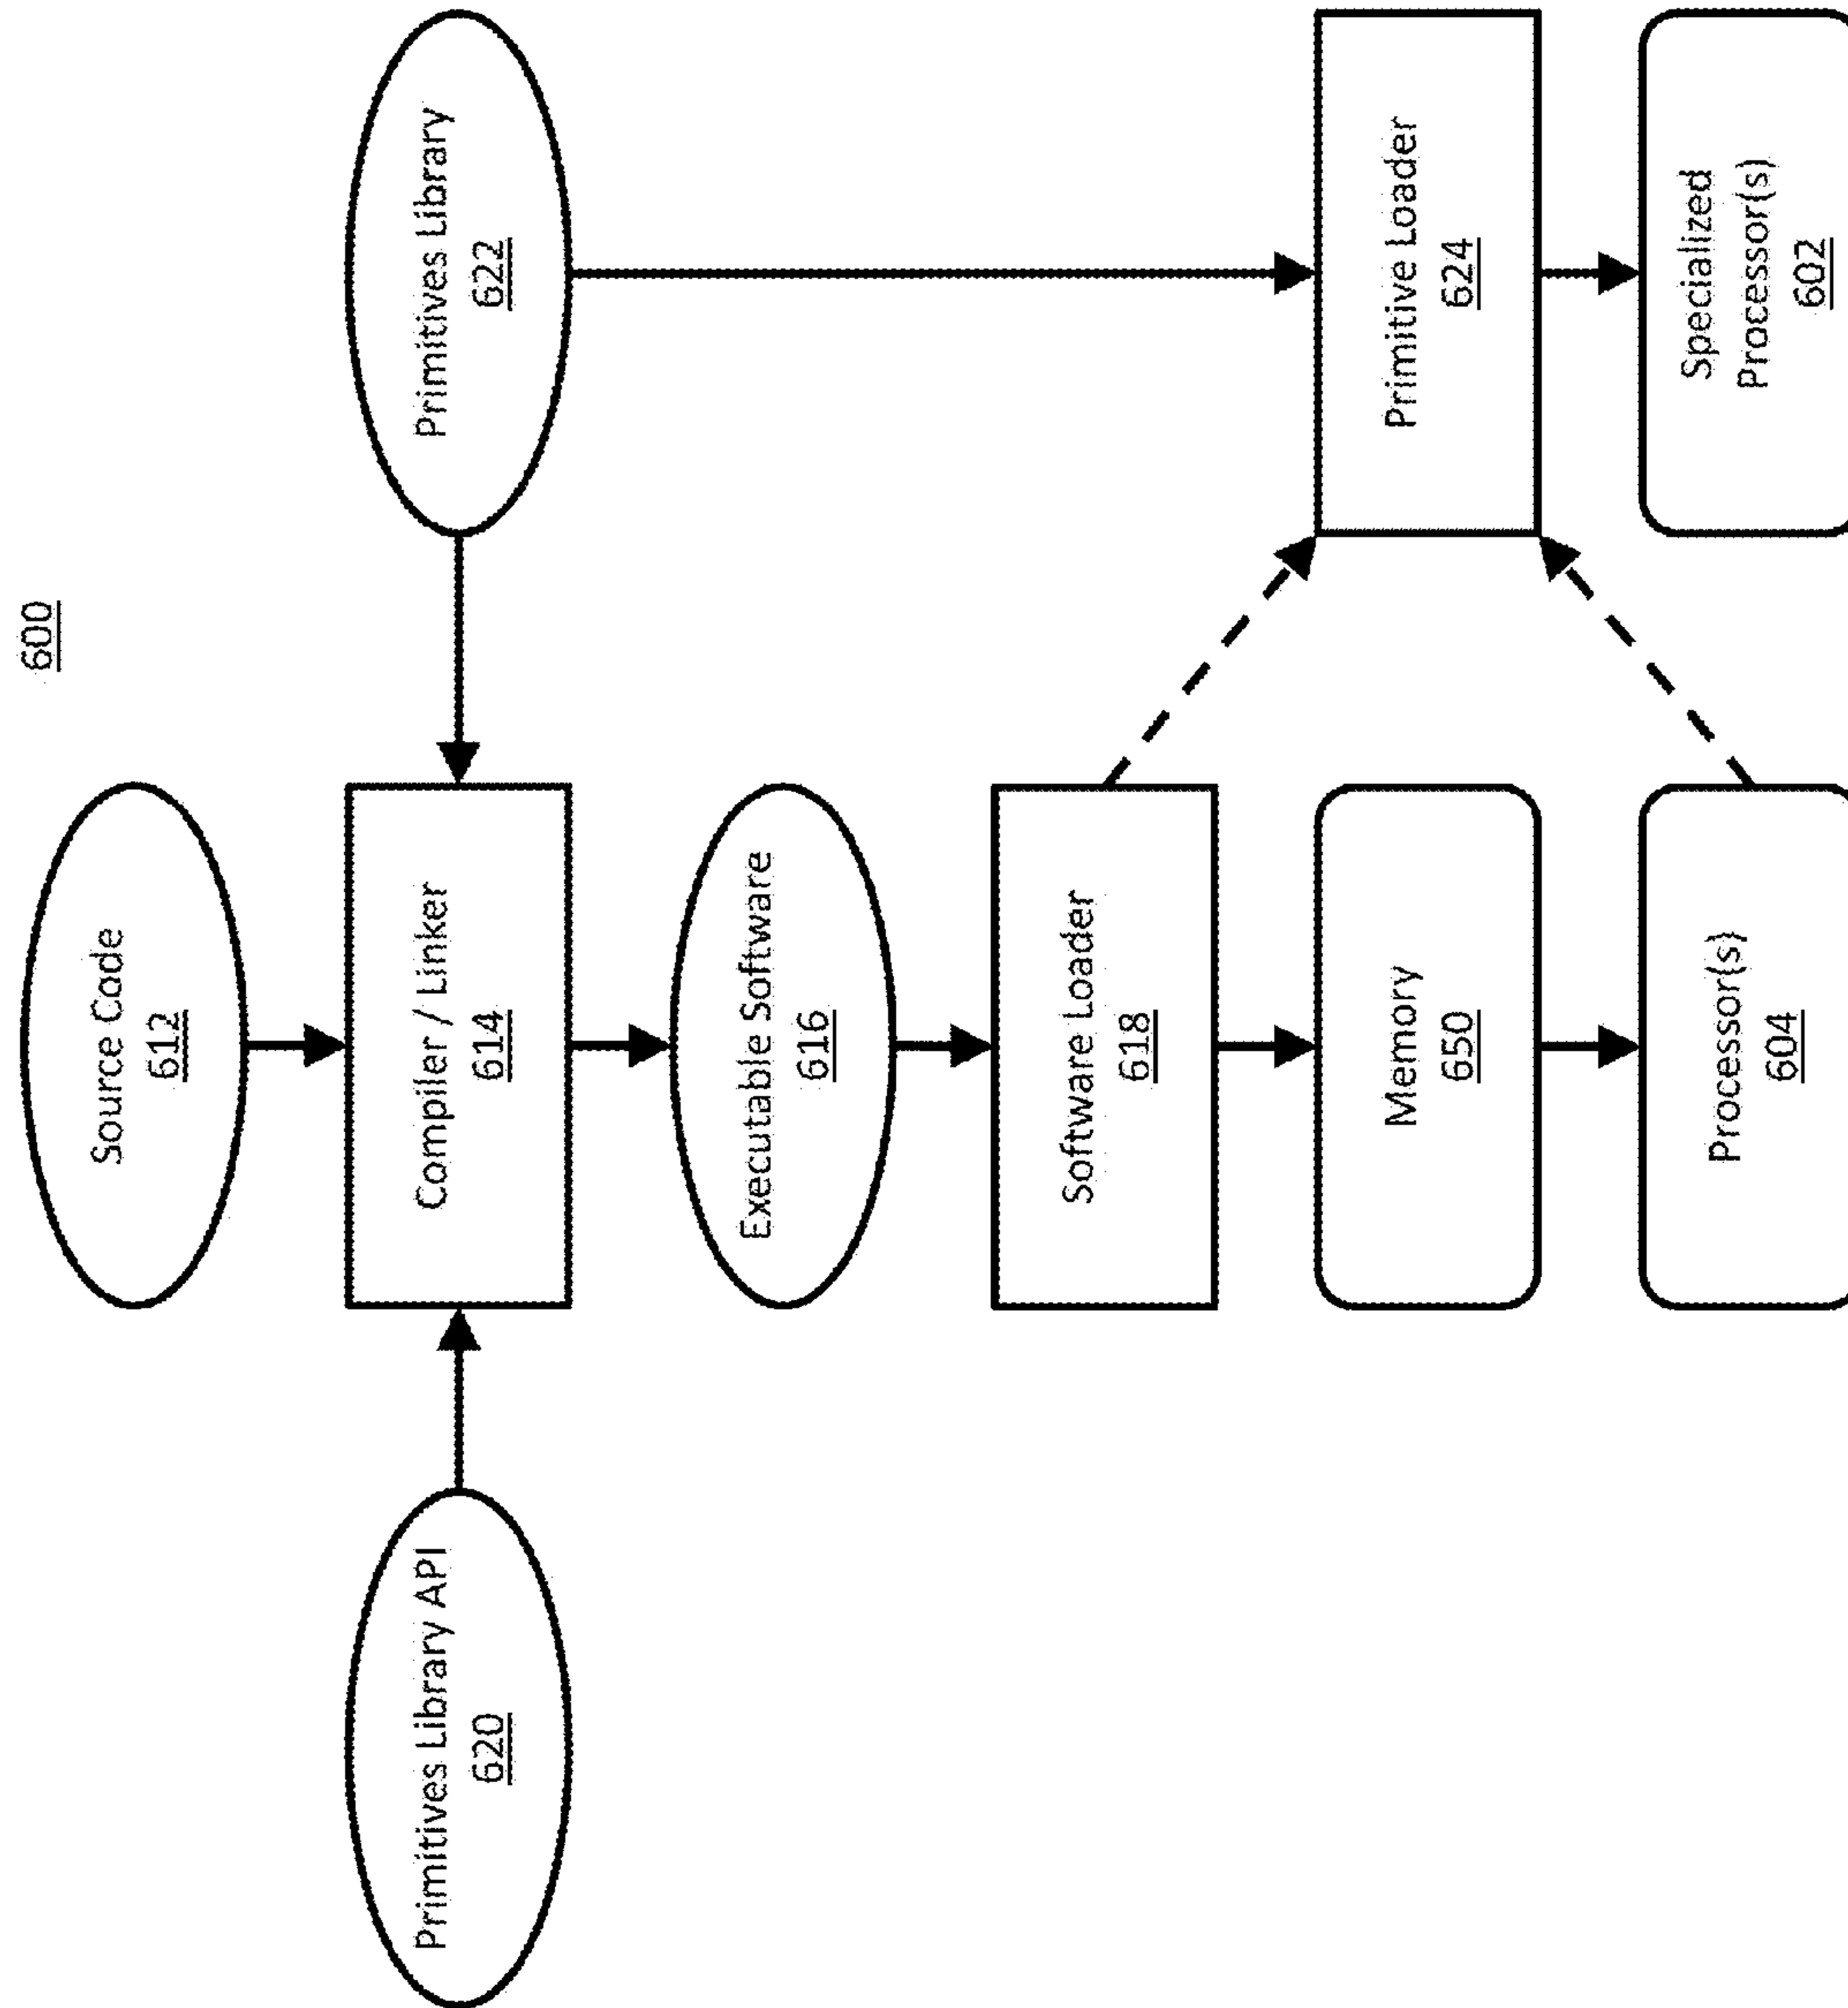 600
Source Code
612
Primitives Library API
620
Compiler / Linker
614
Primitives Library
622
Executable Software
616
Software Loader
618
Memory
650
Primitive Loader
624
Processor(s)
604
Specialized
Processor(s)
602